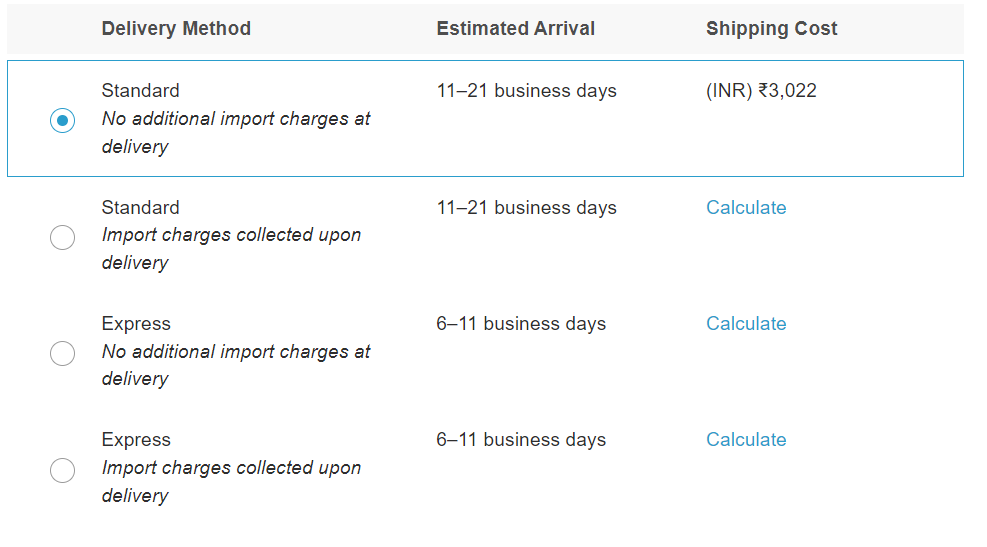 Delivery Method Estimated Arrival Shipping Cost
Standard 11–21 business days (INR) ₹3,022
No additional import charges at
delivery
Standard 11–21 business days Calculate
Import charges collected upon
delivery
Express 6–11 business days Calculate
No additional import charges at
delivery
Express 6–11 business days Calculate
Import charges collected upon
delivery